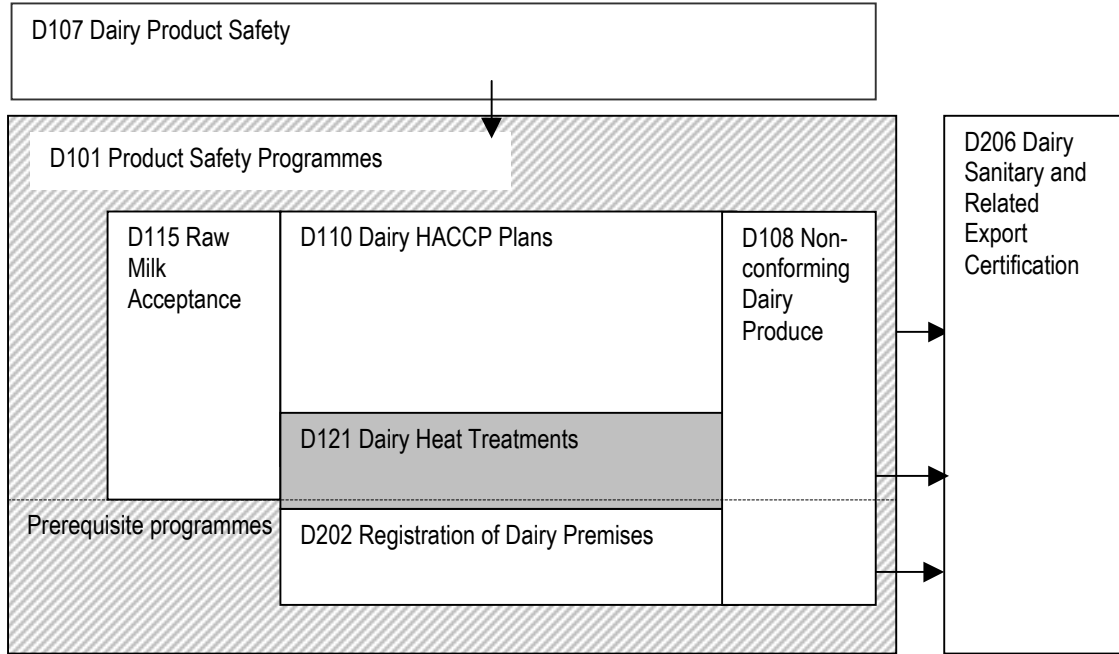 D107 Dairy Product Safety
D101 Product Safety Programmes
D115 Raw
Milk
Acceptance
D110 Dairy HACCP Plans
D108 Non-
conforming
Dairy
Produce
D206 Dairy
Sanitary and
Related
Export
Certification
D121 Dairy Heat Treatments
Prerequisite programmes
D202 Registration of Dairy Premises